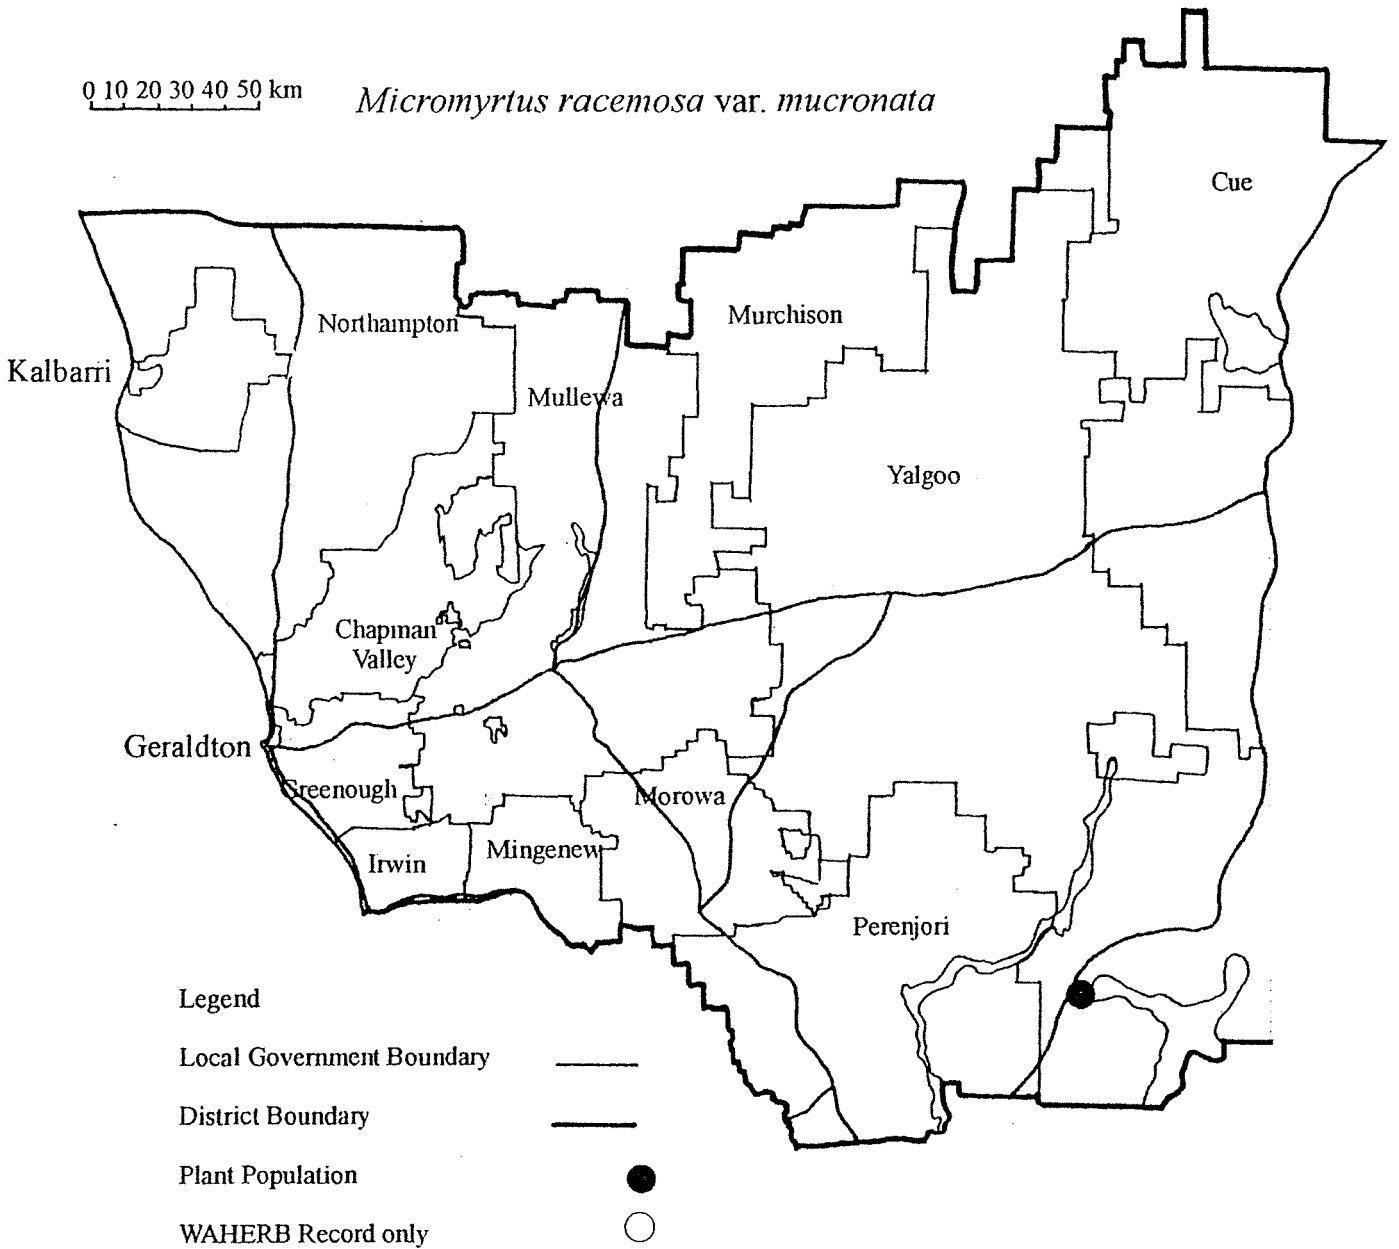 0 10 20 30 40 50 km
Micromyrtus racemosa var. mucronata
Cue
Northampton
Murchison
Kalbarri
Mullewa
Yalgoo
Chapman
Valley
Geraldton
Greenough
Morowa
Irwin
Mingenew
Perenjori
Legend
Local Government Boundary
District Boundary
Plant Population
WAHERB Record only